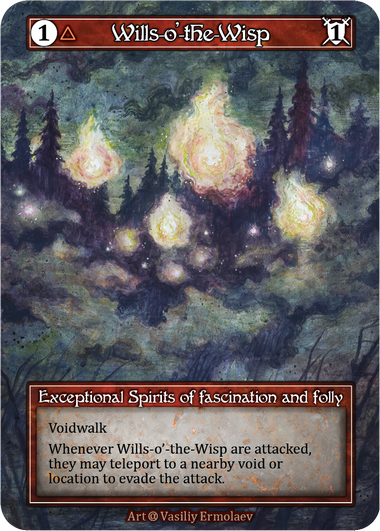 1 Wills-o'-the-Wisp 1
Exceptional Spirits of fascination and folly
Voidwalk
Whenever Wills-o'-the-Wisp are attacked,
they may teleport to a nearby void or
location to evade the attack.
Art @ Vasiliy Ermolaev